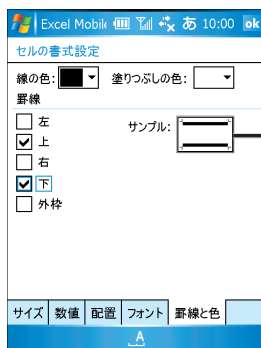 Excel Mobile あ 10:00 ok
セルの書式設定
線の色: 塗りつぶしの色:
罫線
左
サンプル:
上
右
下
外枠
サイズ 数値 配置 フォント 罫線と色
A